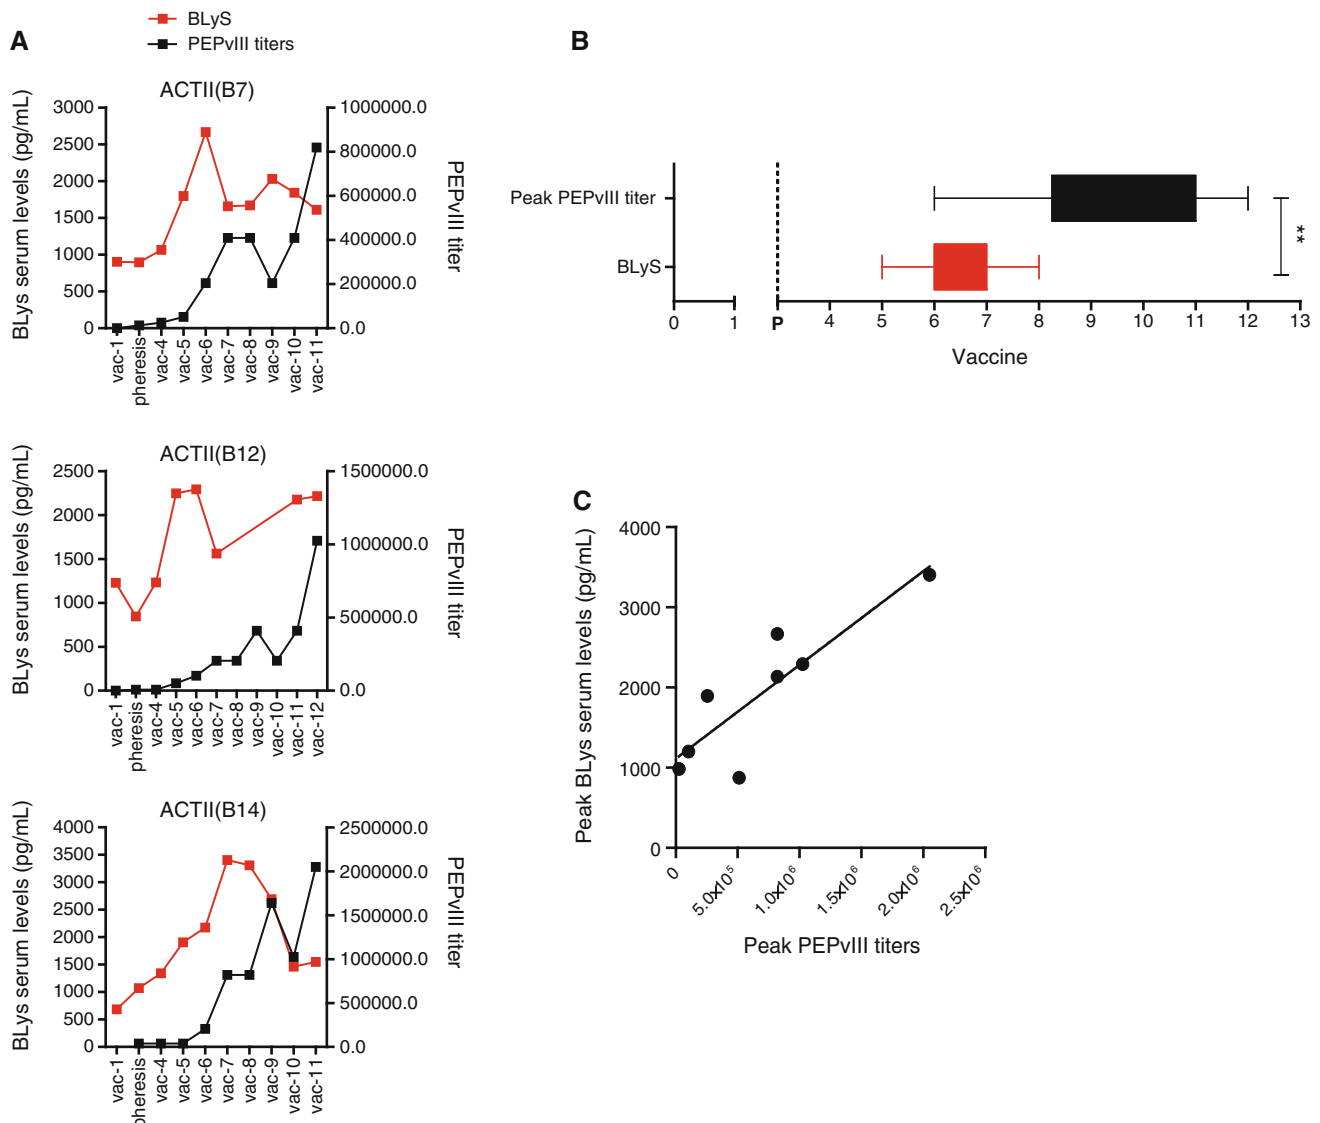 BLyS
PEPvIII titers
A
ACTII(B7)
BLys serum levels (pg/mL)
3000
2500
2000
1500
1000
500
0
1000000.0
800000.0
600000.0
400000.0
200000.0
0.0
PEPvIII titer
vac-1
pheresis
vac-4
vac-5
vac-6
vac-7
vac-8
vac-9
vac-10
vac-11
ACTII(B12)
BLys serum levels (pg/mL)
2500
2000
1500
1000
500
0
1500000.0
1000000.0
500000.0
0.0
PEPvIII titer
vac-1
pheresis
vac-4
vac-5
vac-6
vac-7
vac-8
vac-9
vac-10
vac-11
vac-12
ACTII(B14)
BLys serum levels (pg/mL)
4000
3500
3000
2500
2000
1500
1000
500
0
2500000.0
2000000.0
1500000.0
1000000.0
500000.0
0.0
PEPvIII titer
vac-1
pheresis
vac-4
vac-5
vac-6
vac-7
vac-8
vac-9
vac-10
vac-11
B
Peak PEPvIII titer
BLyS
**
0 1 P 4 5 6 7 8 9 10 11 12 13
Vaccine
C
Peak BLys serum levels (pg/mL)
4000
3000
2000
1000
0
0 5.0x10⁵ 1.0x10⁶ 1.5x10⁶ 2.0x10⁶ 2.5x10⁶
Peak PEPvIII titers